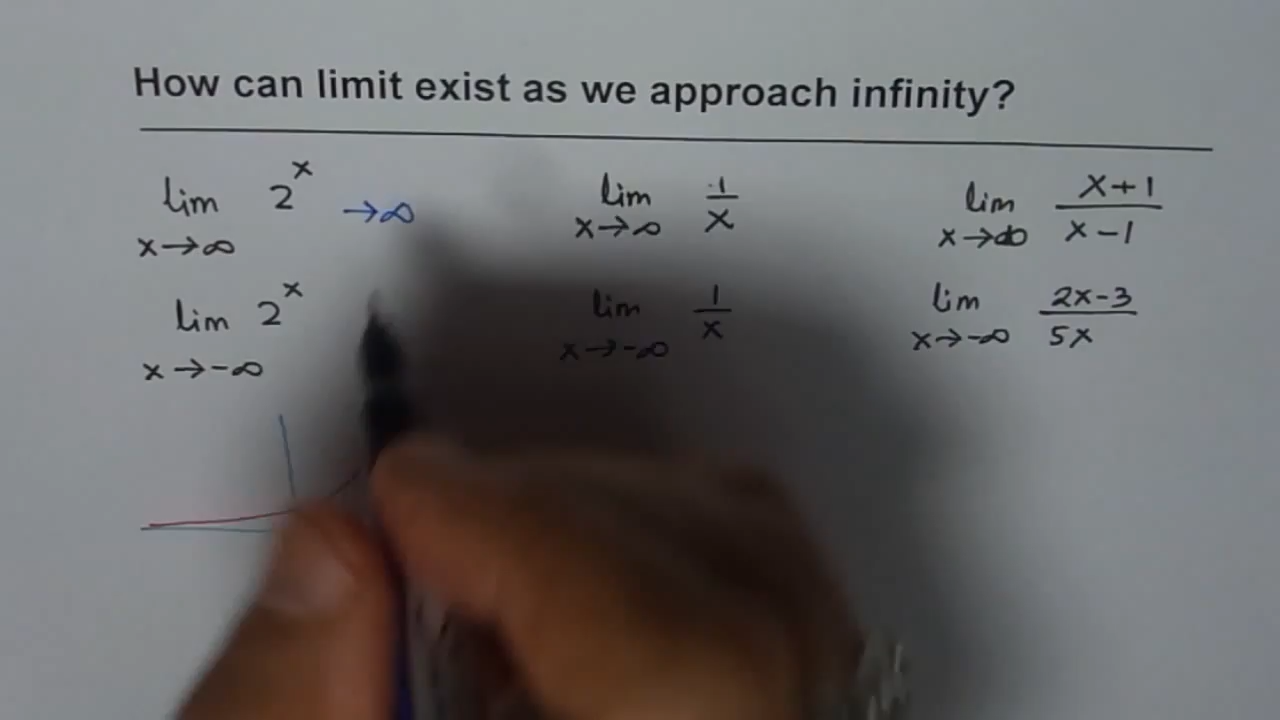 How can limit exist as we approach infinity?
lim 2^x → ∞
x → ∞
lim 2^x
x → -∞
lim 1/x
x → ∞
lim 1/x
x → -∞
lim (x+1)/(x-1)
x → ∞
lim (2x-3)/(5x)
x → -∞